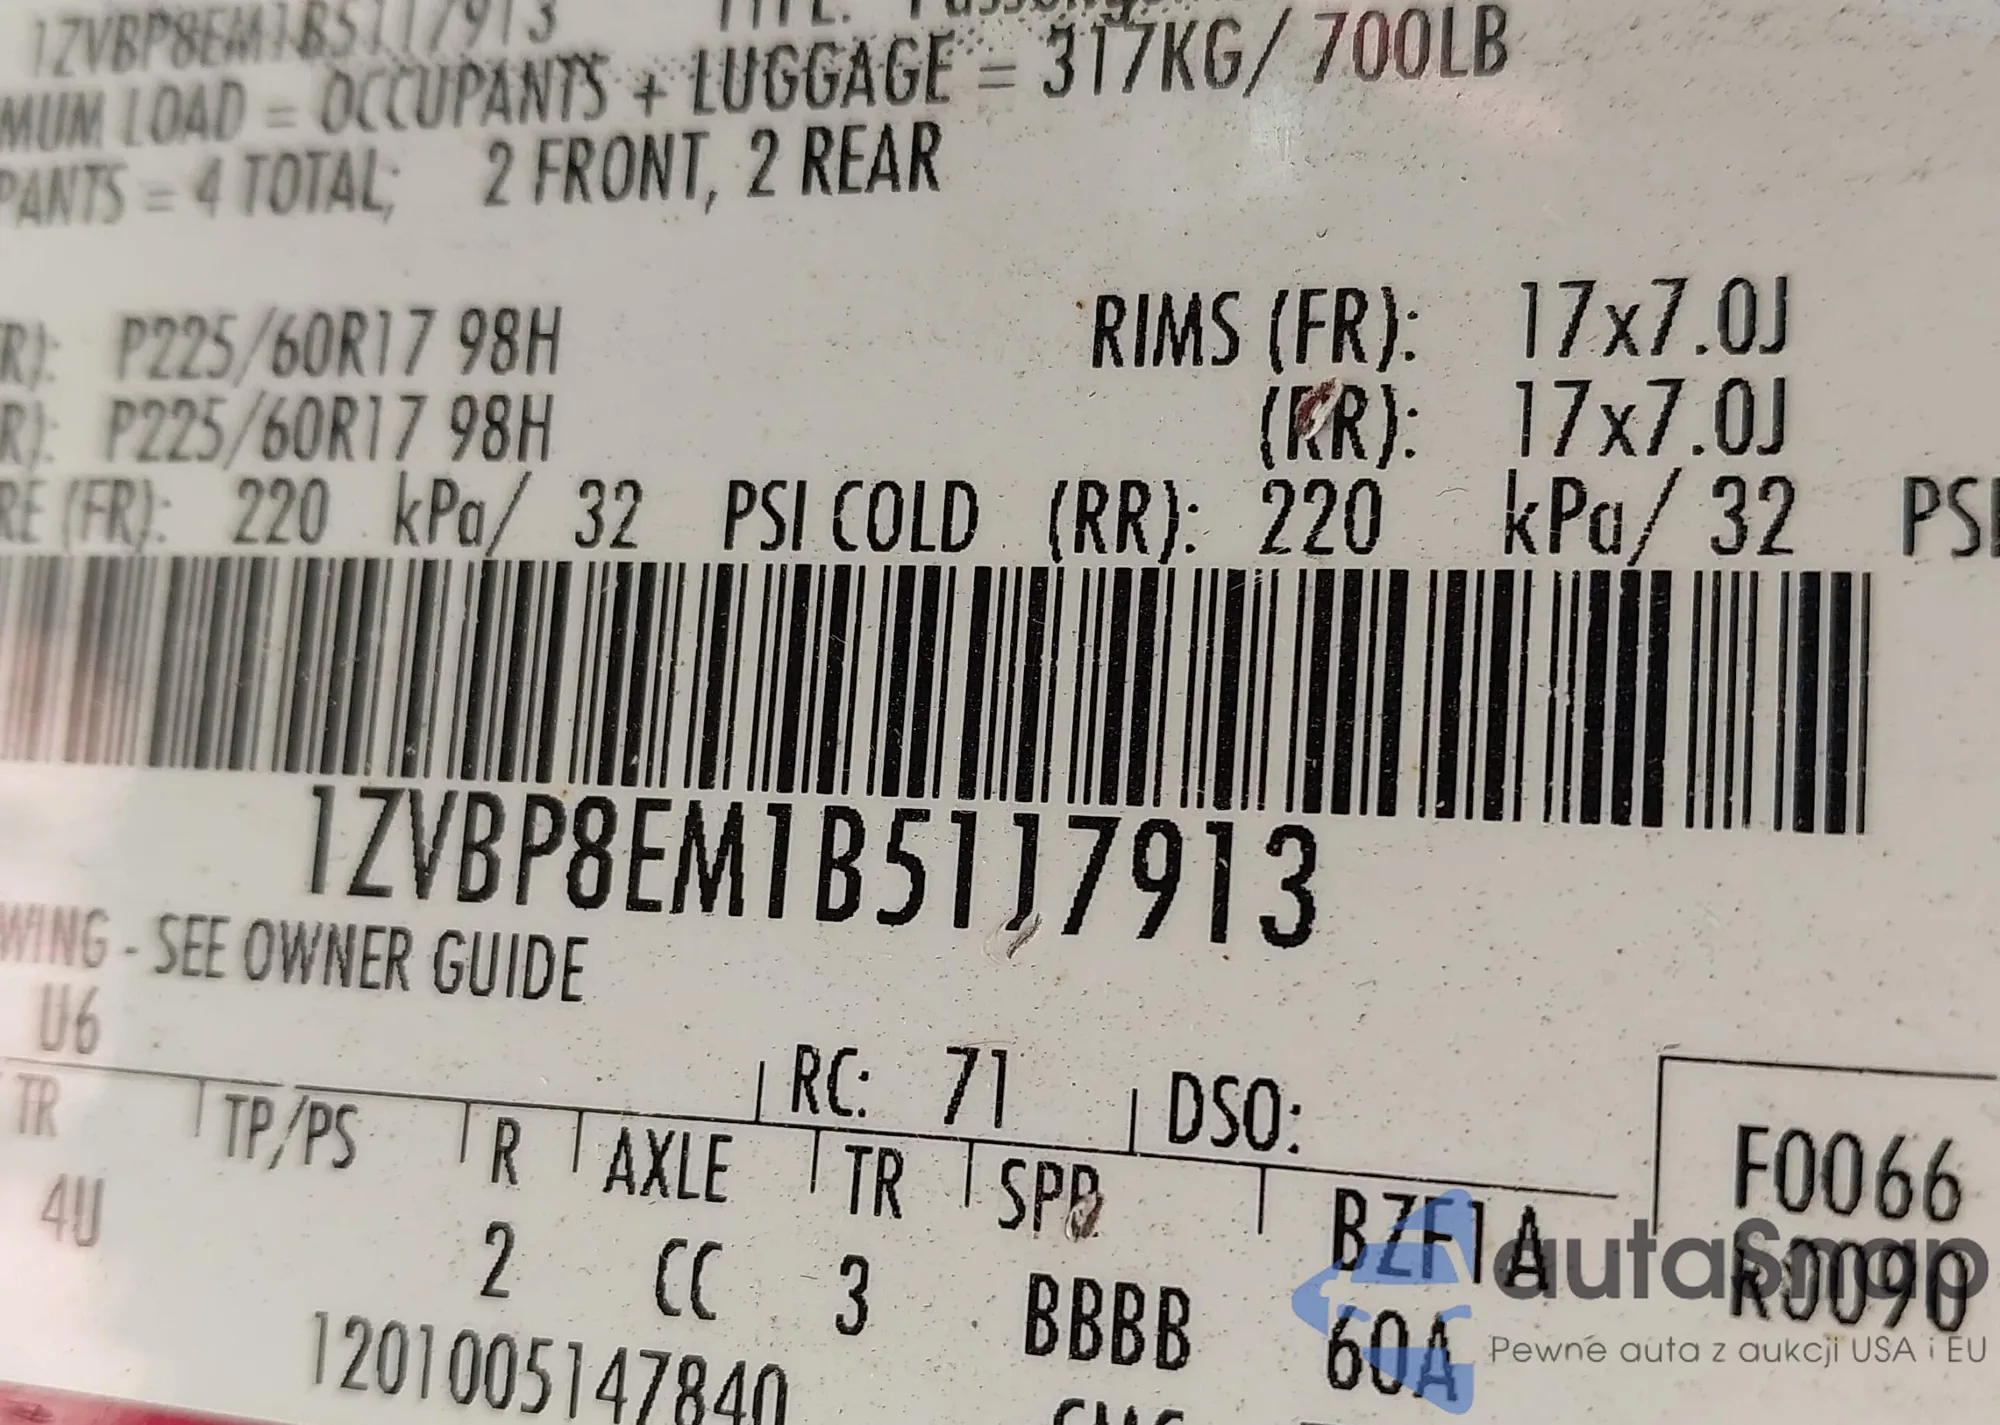 1ZVBP8EM1B5117913 TYPE:
MUM LOAD = OCCUPANTS + LUGGAGE = 317KG/ 700LB
PANTS = 4 TOTAL; 2 FRONT, 2 REAR
R): P225/60R17 98H RIMS (FR): 17x7.0J
R): P225/60R17 98H (RR): 17x7.0J
RE (FR): 220 kPa/ 32 PSI COLD (RR): 220 kPa/ 32 PSI
1ZVBP8EM1B5117913
WING - SEE OWNER GUIDE
U6
RC: 71 DSO:
TR TP/PS R AXLE TR SPR F0066
4U 2 CC 3 BBBB BZF1A R0090
60A
1201005147840
autasnap
Pewne auta z aukcji USA i EU